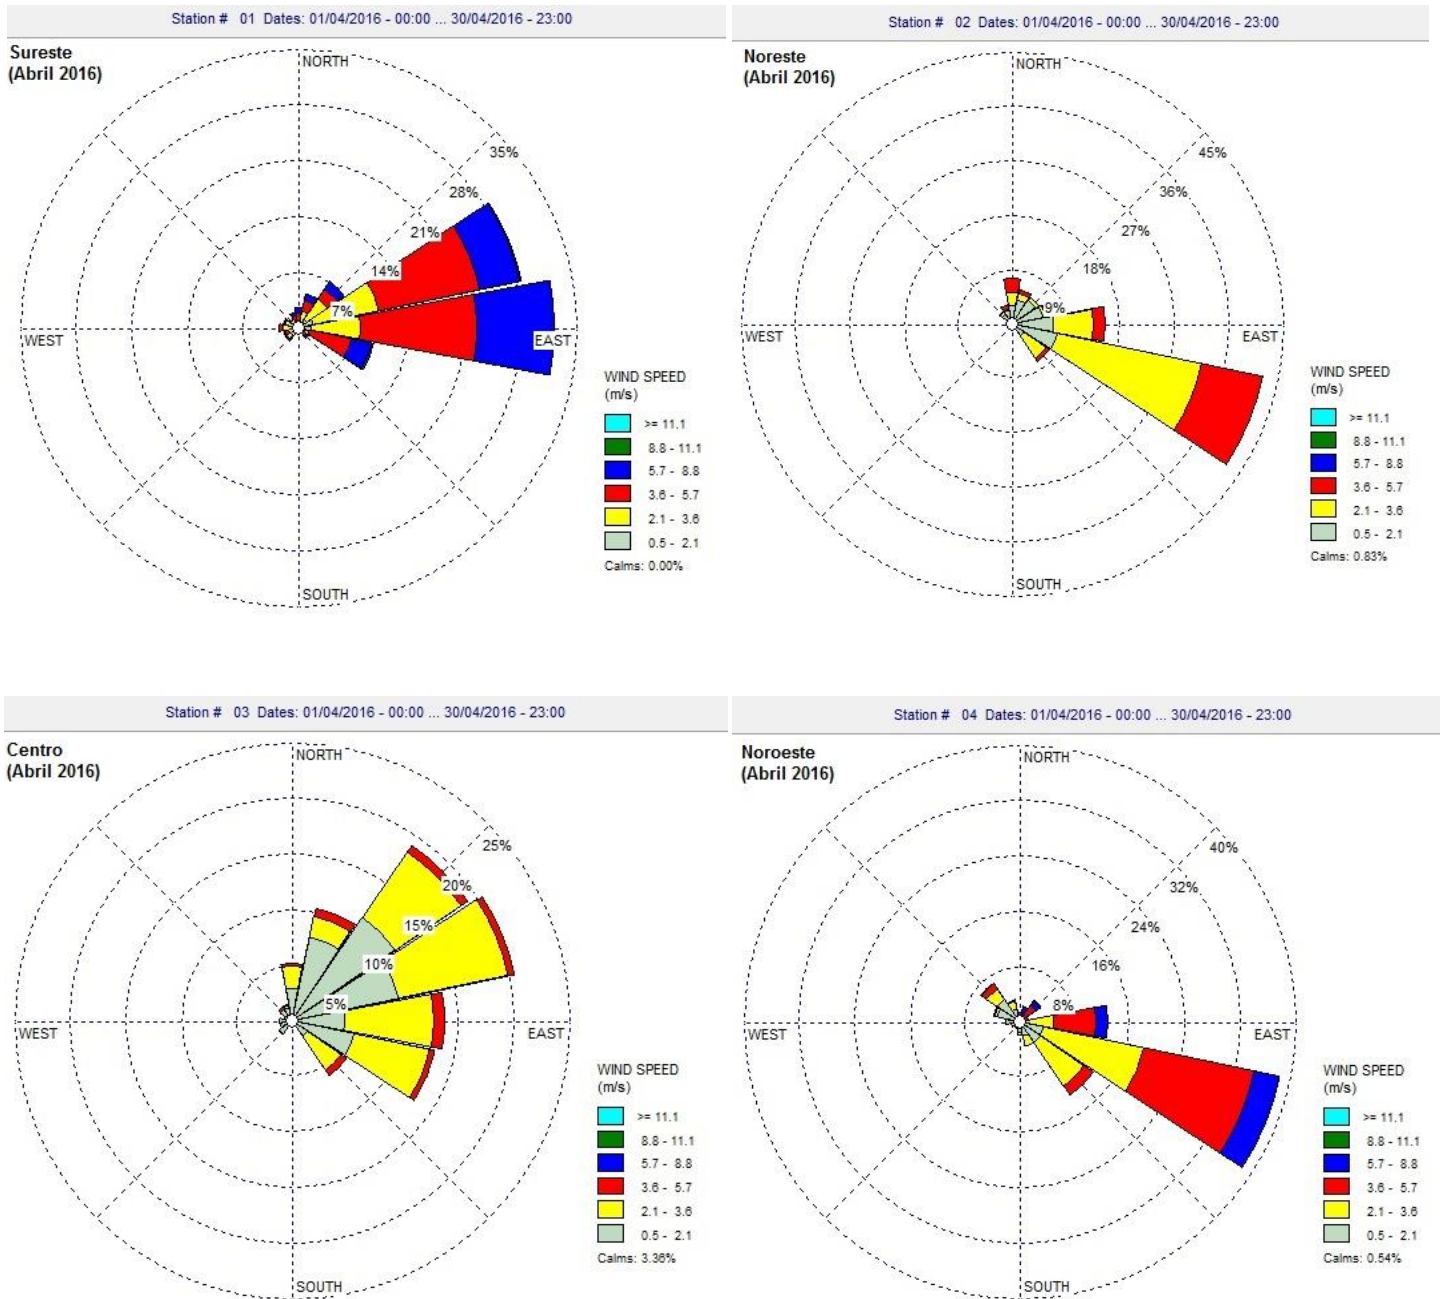 Station # 01 Dates: 01/04/2016 - 00:00 ... 30/04/2016 - 23:00
Sureste
(Abril 2016)
NORTH
35%
28%
21%
14%
7%
WEST
EAST
SOUTH
WIND SPEED
(m/s)
>= 11.1
8.8 - 11.1
5.7 - 8.8
3.6 - 5.7
2.1 - 3.6
0.5 - 2.1
Calms: 0.00%
Station # 02 Dates: 01/04/2016 - 00:00 ... 30/04/2016 - 23:00
Noreste
(Abril 2016)
NORTH
45%
36%
27%
18%
9%
WEST
EAST
SOUTH
WIND SPEED
(m/s)
>= 11.1
8.8 - 11.1
5.7 - 8.8
3.6 - 5.7
2.1 - 3.6
0.5 - 2.1
Calms: 0.83%
Station # 03 Dates: 01/04/2016 - 00:00 ... 30/04/2016 - 23:00
Centro
(Abril 2016)
NORTH
25%
20%
15%
10%
5%
WEST
EAST
SOUTH
WIND SPEED
(m/s)
>= 11.1
8.8 - 11.1
5.7 - 8.8
3.6 - 5.7
2.1 - 3.6
0.5 - 2.1
Calms: 3.36%
Station # 04 Dates: 01/04/2016 - 00:00 ... 30/04/2016 - 23:00
Noroeste
(Abril 2016)
NORTH
40%
32%
24%
16%
8%
WEST
EAST
SOUTH
WIND SPEED
(m/s)
>= 11.1
8.8 - 11.1
5.7 - 8.8
3.6 - 5.7
2.1 - 3.6
0.5 - 2.1
Calms: 0.54%